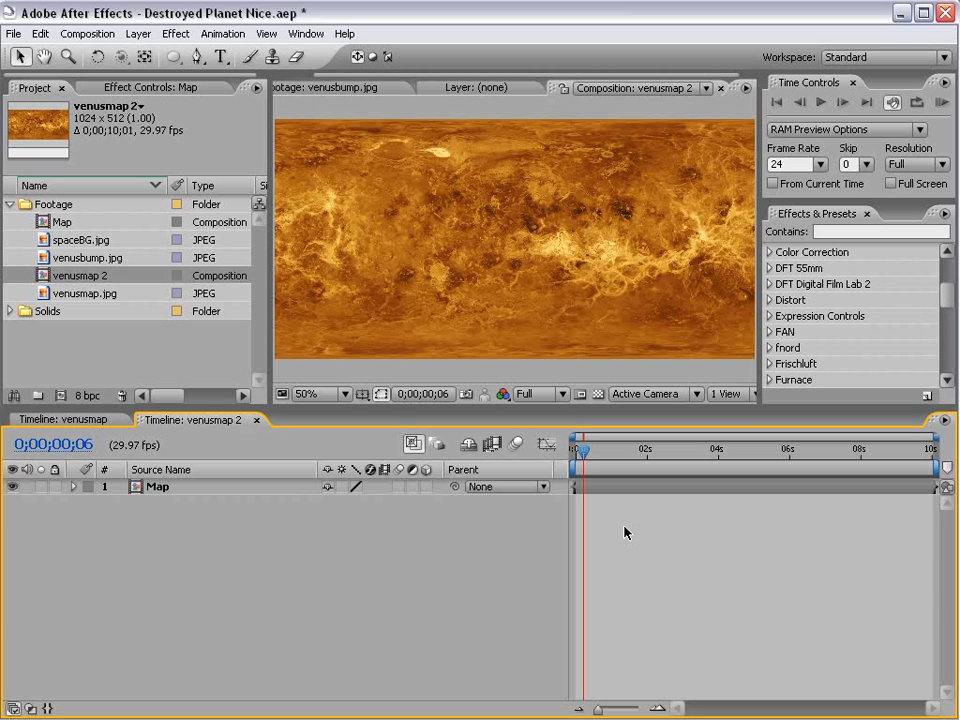 Adobe After Effects - Destroyed Planet Nice.aep *
File Edit Composition Layer Effect Animation View Window Help
Workspace: Standard
Project Effect Controls: Map
ootage: venusbump.jpg Layer: (none) Composition: venusmap 2
Time Controls
venusmap 2
1024 x 512 (1.00)
Δ 0;00;10;01, 29.97 fps
RAM Preview Options
Frame Rate Skip Resolution
24 0 Full
From Current Time Full Screen
Name Type Si
Footage Folder
Map Composition
spaceBG.jpg JPEG
venusbump.jpg JPEG
venusmap 2 Composition
venusmap.jpg JPEG
Solids Folder
8 bpc
Effects & Presets
Contains:
Color Correction
DFT 55mm
DFT Digital Film Lab 2
Distort
Expression Controls
FAN
fnord
Frischluft
Furnace
50% 0;00;00;06 Full Active Camera 1 View
Timeline: venusmap Timeline: venusmap 2
0;00;00;06 (29.97 fps)
02s 04s 06s 08s 10s
# Source Name Parent
1 Map None